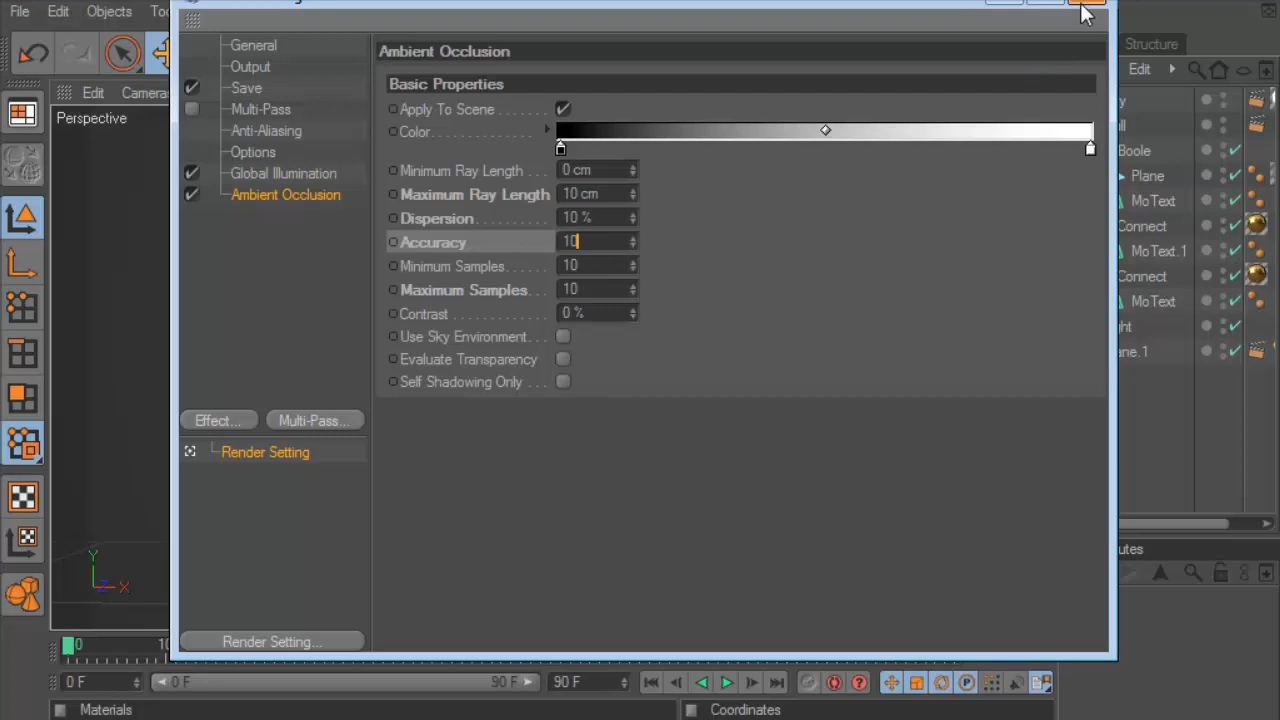 File Edit Objects
Structure
Edit
General
Output
Save
Multi-Pass
Anti-Aliasing
Options
Global Illumination
Ambient Occlusion
Effect...
Multi-Pass...
Render Setting
Render Setting...
Ambient Occlusion
Basic Properties
Apply To Scene
Color
Minimum Ray Length 0 cm
Maximum Ray Length 10 cm
Dispersion 10 %
Accuracy 10
Minimum Samples 10
Maximum Samples 10
Contrast 0 %
Use Sky Environment
Evaluate Transparency
Self Shadowing Only
Edit
Perspective
Y
Z X
Boole
Plane
MoText
Connect
MoText.1
Connect
MoText
0
0 F 0 F 90 F 90 F
Materials
Coordinates